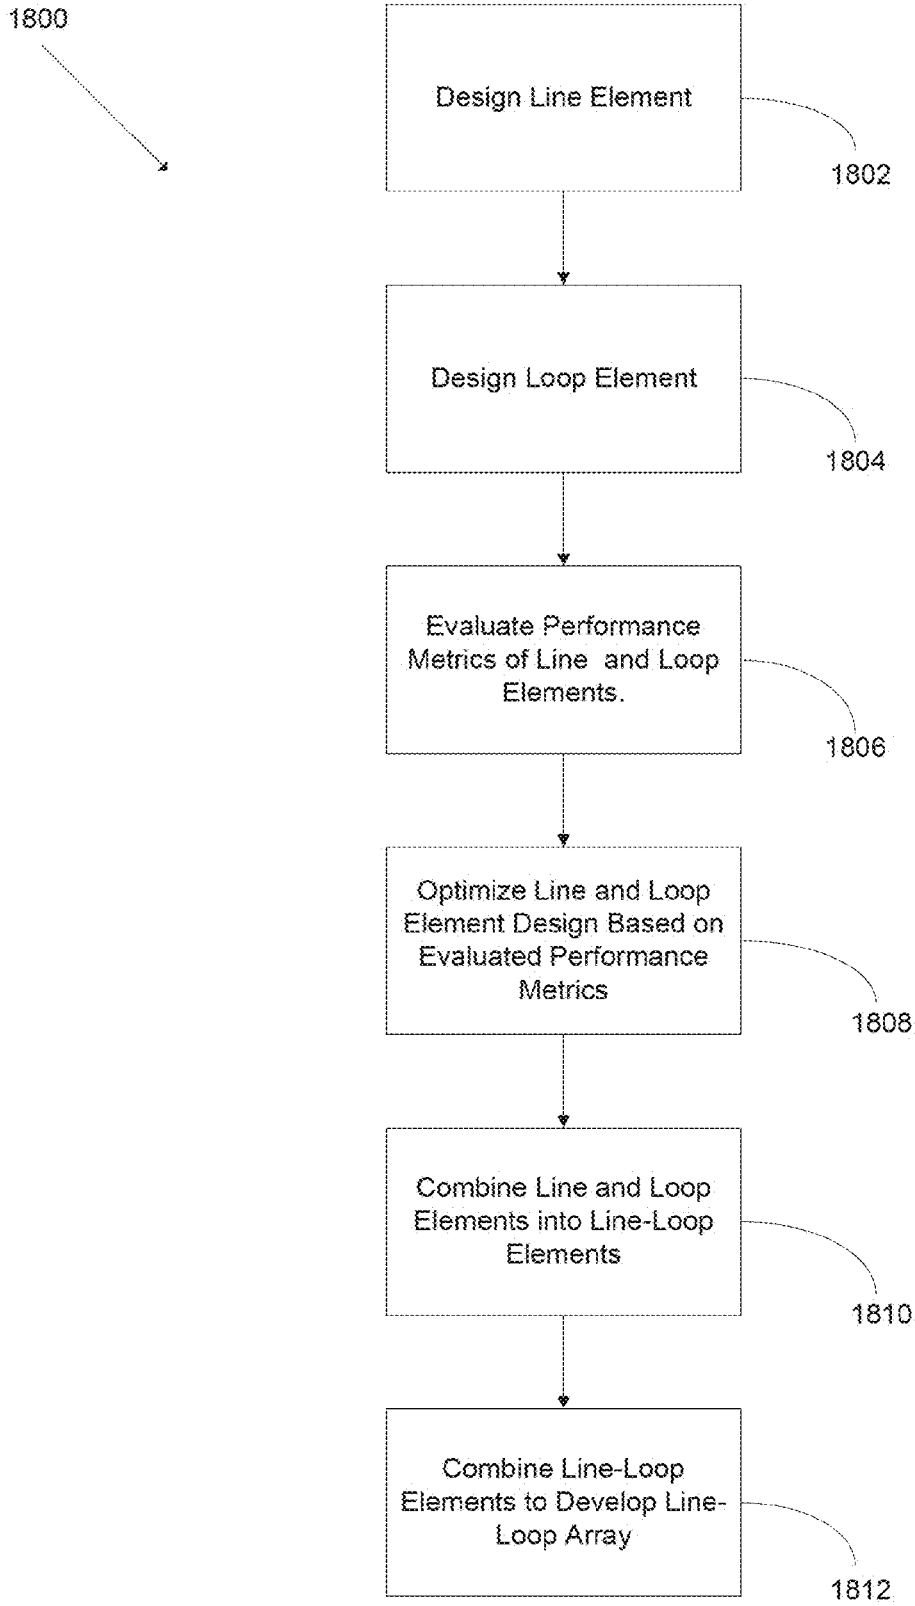 1800
Design Line Element
1802
Design Loop Element
1804
Evaluate Performance
Metrics of Line and Loop
Elements.
1806
Optimize Line and Loop
Element Design Based on
Evaluated Performance
Metrics
1808
Combine Line and Loop
Elements into Line-Loop
Elements
1810
Combine Line-Loop
Elements to Develop Line-
Loop Array
1812